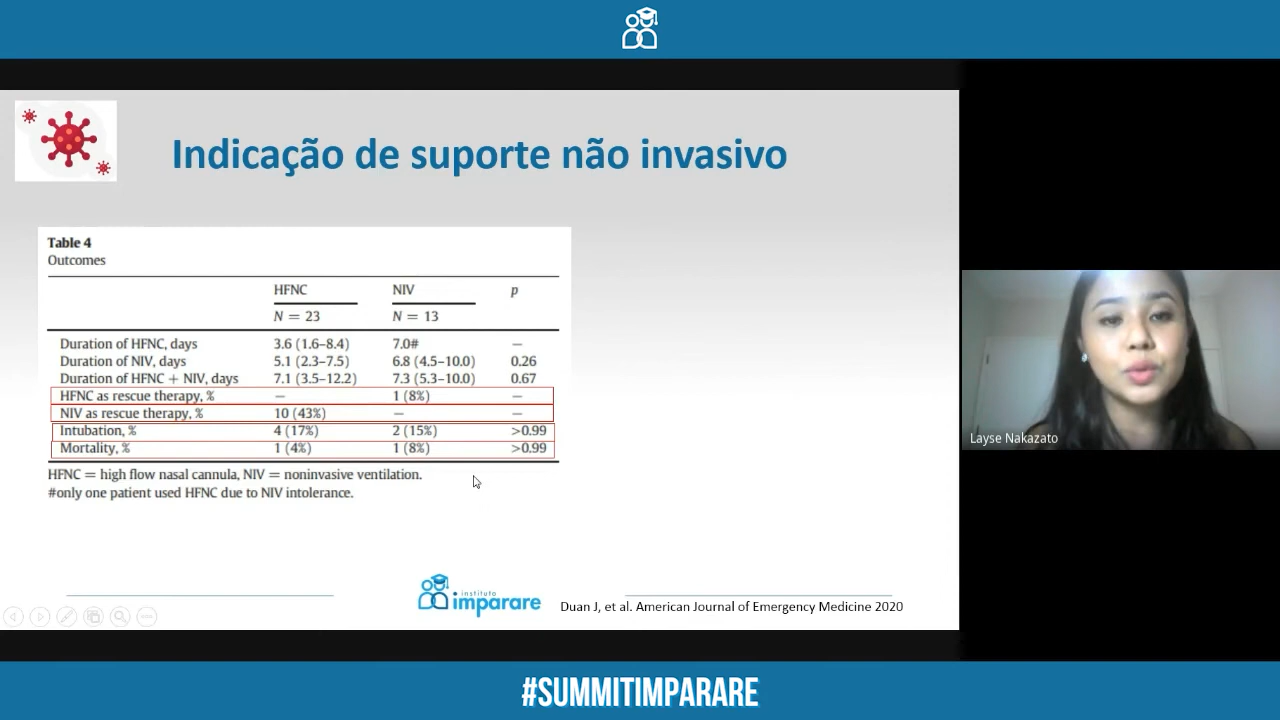 Indicação de suporte não invasivo
Table 4
Outcomes
HFNC NIV p
N = 23 N = 13
Duration of HFNC, days 3.6 (1.6–8.4) 7.0# —
Duration of NIV, days 5.1 (2.3–7.5) 6.8 (4.5–10.0) 0.26
Duration of HFNC + NIV, days 7.1 (3.5–12.2) 7.3 (5.3–10.0) 0.67
HFNC as rescue therapy, % — 1 (8%) —
NIV as rescue therapy, % 10 (43%) — —
Intubation, % 4 (17%) 2 (15%) >0.99
Mortality, % 1 (4%) 1 (8%) >0.99
HFNC = high flow nasal cannula, NIV = noninvasive ventilation.
#only one patient used HFNC due to NIV intolerance.
Layse Nakazato
instituto
imparare
Duan J, et al. American Journal of Emergency Medicine 2020
#SUMMITIMPARARE